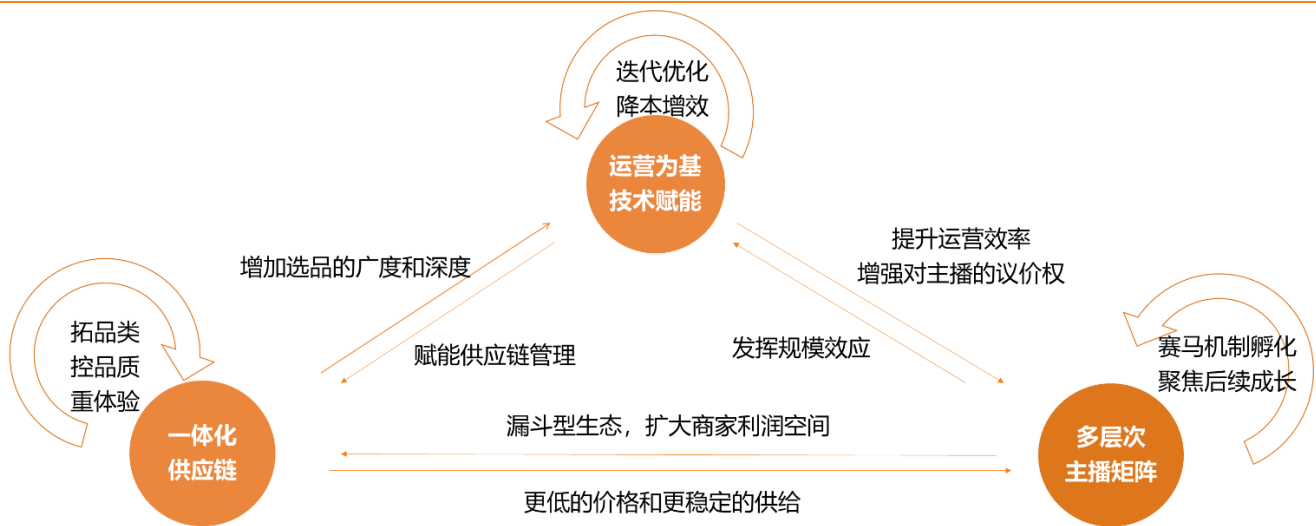 迭代优化
降本增效
运营为基
技术赋能
提升运营效率
增强对主播的议价权
增加选品的广度和深度
拓品类
控品质
重体验
赋能供应链管理
发挥规模效应
赛马机制孵化
聚焦后续成长
一体化
供应链
漏斗型生态，扩大商家利润空间
多层次
主播矩阵
更低的价格和更稳定的供给